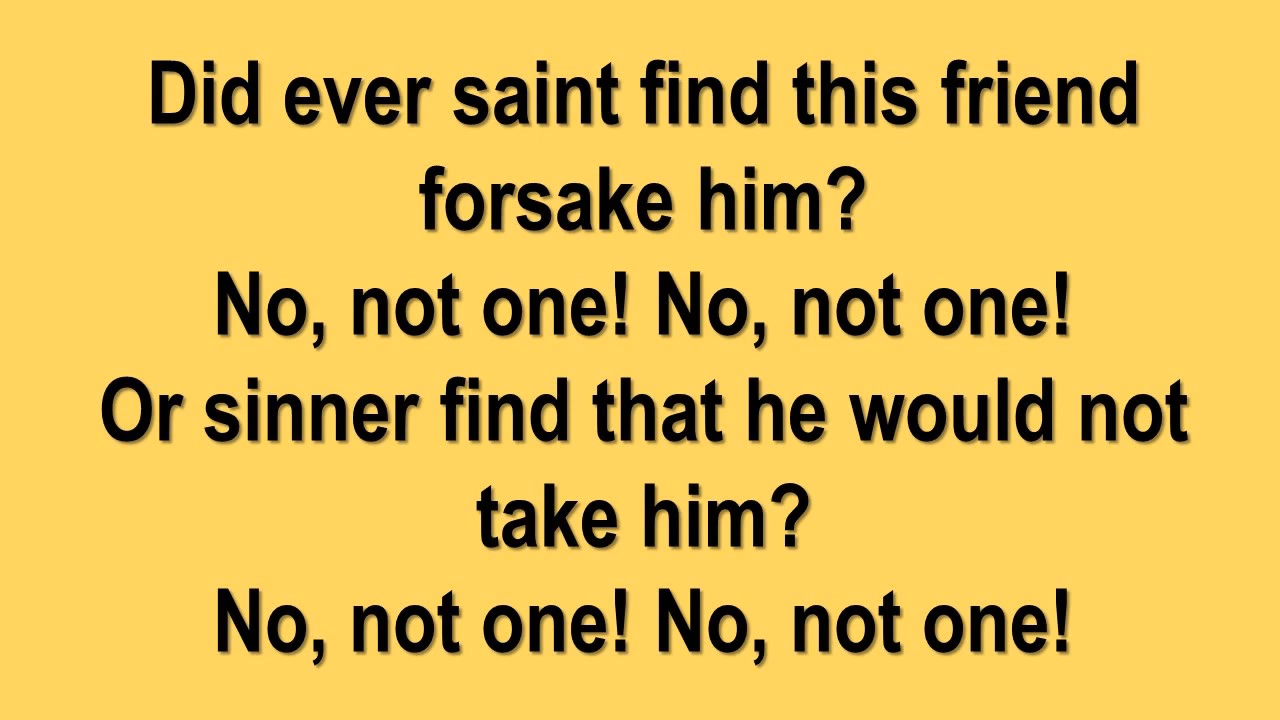 Did ever saint find this friend
forsake him?
No, not one! No, not one!
Or sinner find that he would not
take him?
No, not one! No, not one!